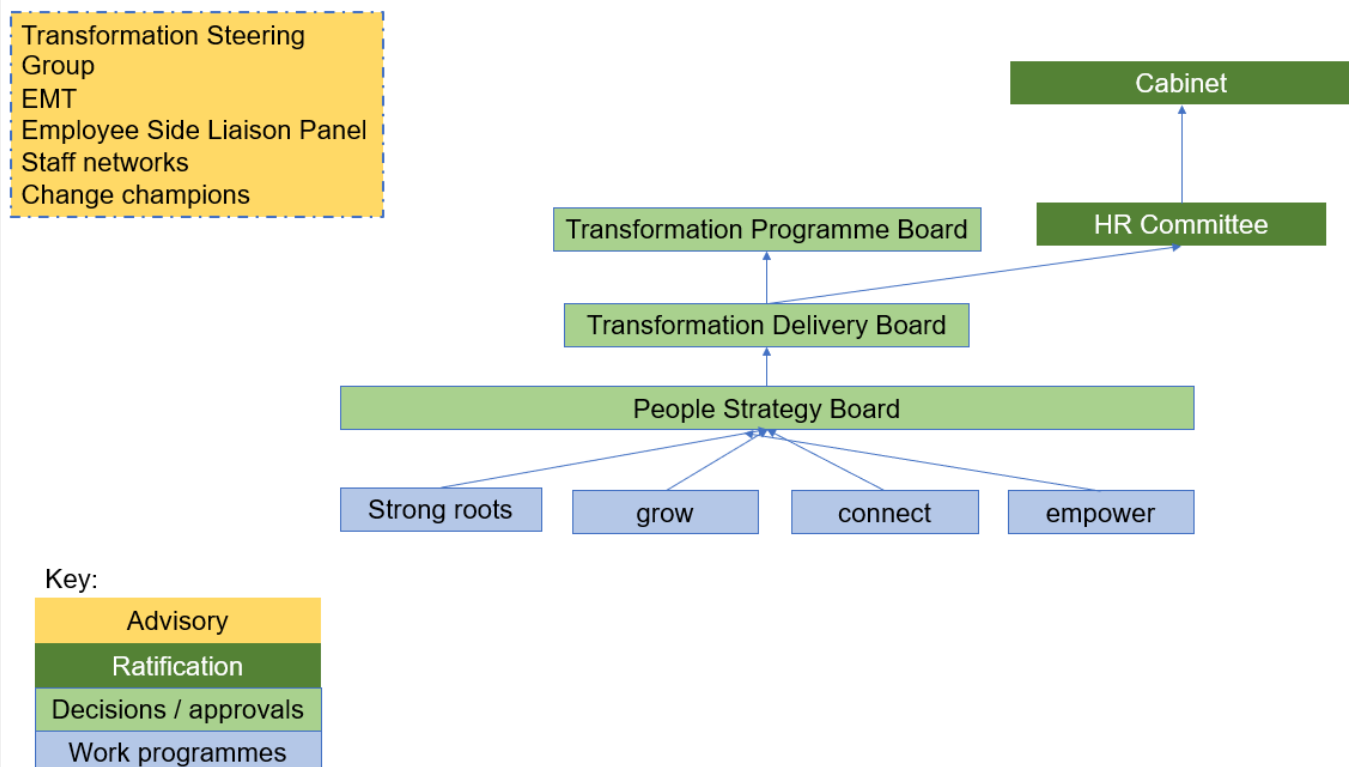 Transformation Steering
Group
EMT
Employee Side Liaison Panel
Staff networks
Change champions
Cabinet
HR Committee
Transformation Programme Board
Transformation Delivery Board
People Strategy Board
Strong roots
grow
connect
empower
Key:
Advisory
Ratification
Decisions / approvals
Work programmes